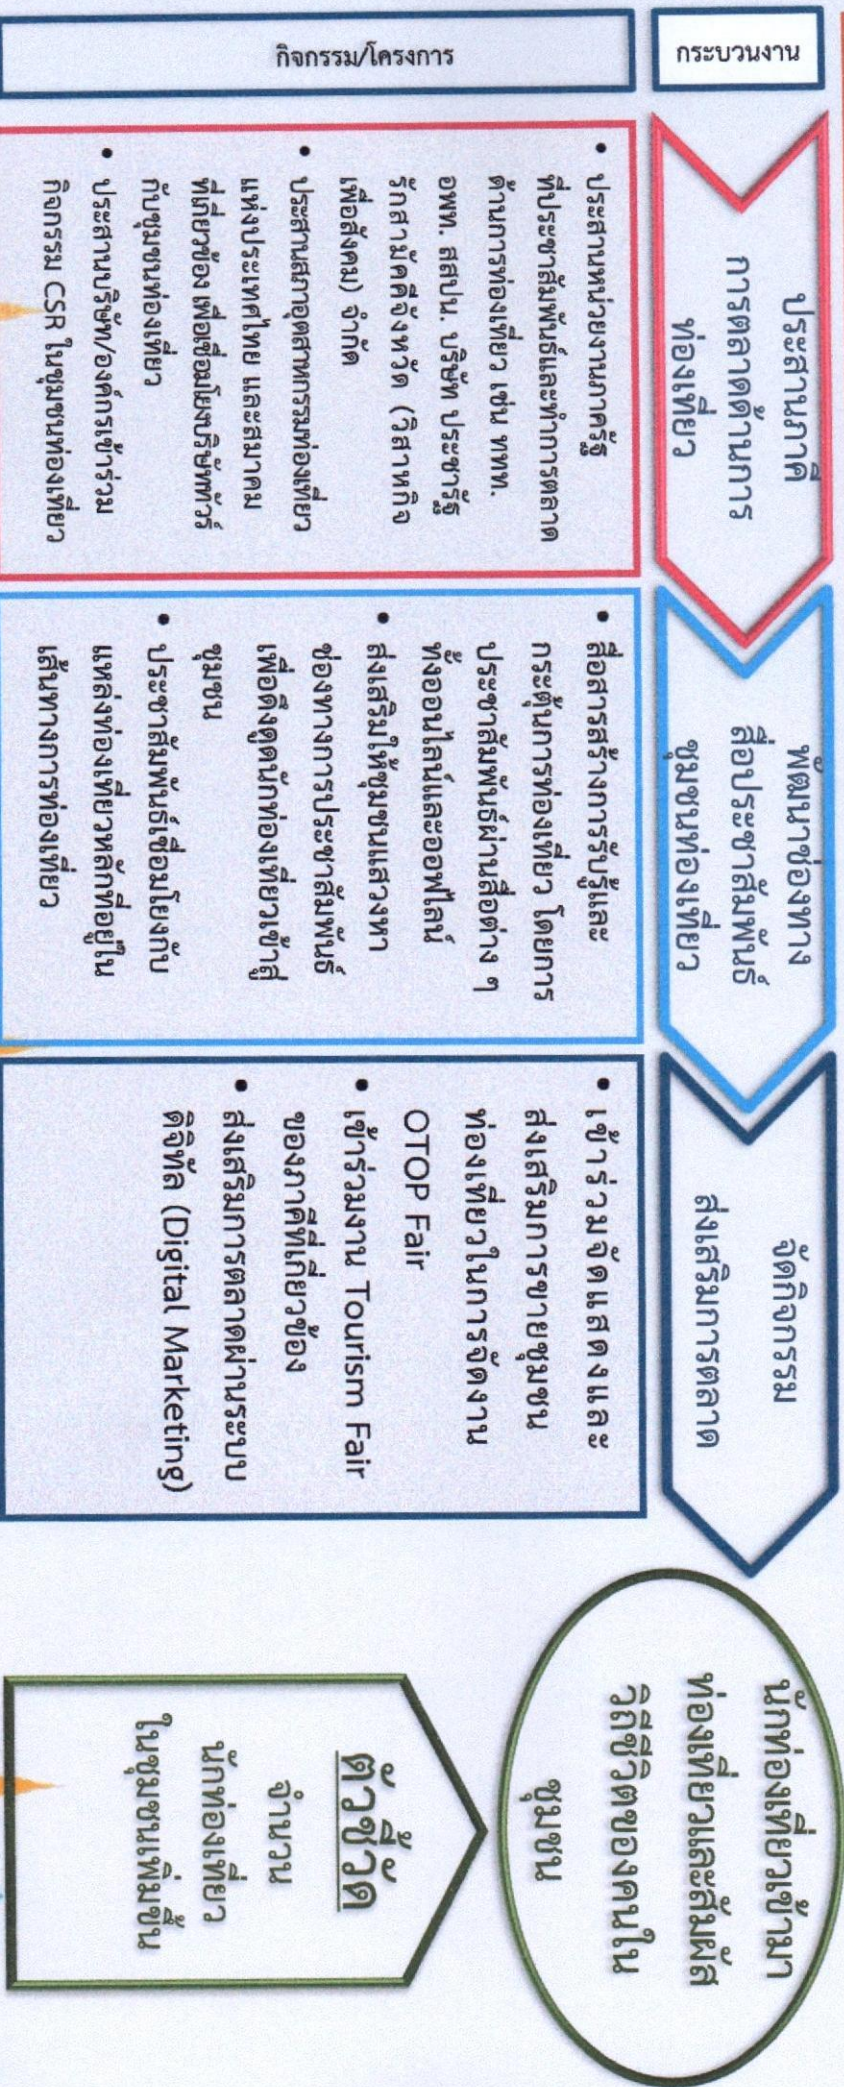 กระบวนงาน
ประสานภาคี
การตลาดด้านการ
ท่องเที่ยว
พัฒนาช่องทาง
สื่อประชาสัมพันธ์
ชุมชนท่องเที่ยว
จัดกิจกรรม
ส่งเสริมการตลาด
นักท่องเที่ยวเข้ามา
ท่องเที่ยวและสัมผัส
วิถีชีวิตของคนใน
ชุมชน
กิจกรรม/โครงการ
• ประสานหน่วยงานภาครัฐ
ที่ประชาสัมพันธ์และทำการตลาด
ด้านการท่องเที่ยว เช่น ททท.
อพท. สสปน. บริษัท ประชารัฐ
รักสามัคคีจังหวัด (วิสาหกิจ
เพื่อสังคม) จำกัด
• ประสานสภาอุตสาหกรรมท่องเที่ยว
แห่งประเทศไทย และสมาคม
ที่เกี่ยวข้อง เพื่อเชื่อมโยงบริษัททัวร์
กับชุมชนท่องเที่ยว
• ประสานบริษัท/องค์กรเข้าร่วม
กิจกรรม CSR ในชุมชนท่องเที่ยว
• สื่อสารสร้างการรับรู้และ
กระตุ้นการท่องเที่ยว โดยการ
ประชาสัมพันธ์ผ่านสื่อต่าง ๆ
ทั้งออนไลน์และออฟไลน์
• ส่งเสริมให้ชุมชนแสวงหา
ช่องทางการประชาสัมพันธ์
เพื่อดึงดูดนักท่องเที่ยวเข้าสู่
ชุมชน
• ประชาสัมพันธ์เชื่อมโยงกับ
แหล่งท่องเที่ยวหลักที่อยู่ใน
เส้นทางการท่องเที่ยว
• เข้าร่วมจัดแสดงและ
ส่งเสริมการขายชุมชน
ท่องเที่ยวในการจัดงาน
OTOP Fair
• เข้าร่วมงาน Tourism Fair
ของภาคีที่เกี่ยวข้อง
• ส่งเสริมการตลาดผ่านระบบ
ดิจิทัล (Digital Marketing)
ตัวชี้วัด
จำนวน
นักท่องเที่ยว
ในชุมชนเพิ่มขึ้น